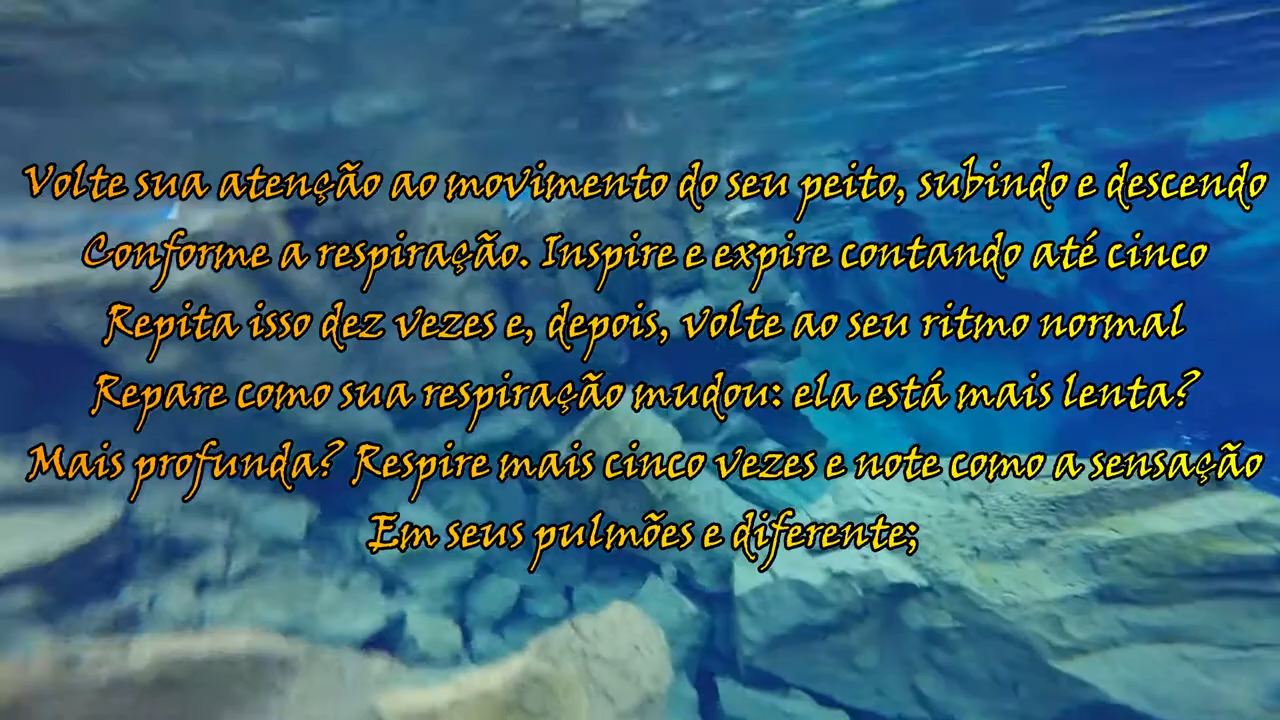 Volte sua atenção ao movimento do seu peito, subindo e descendo
Conforme a respiração. Inspire e expire contando até cinco
Repita isso dez vezes e, depois, volte ao seu ritmo normal
Repare como sua respiração mudou: ela está mais lenta?
Mais profunda? Respire mais cinco vezes e note como a sensação
Em seus pulmões e diferente;